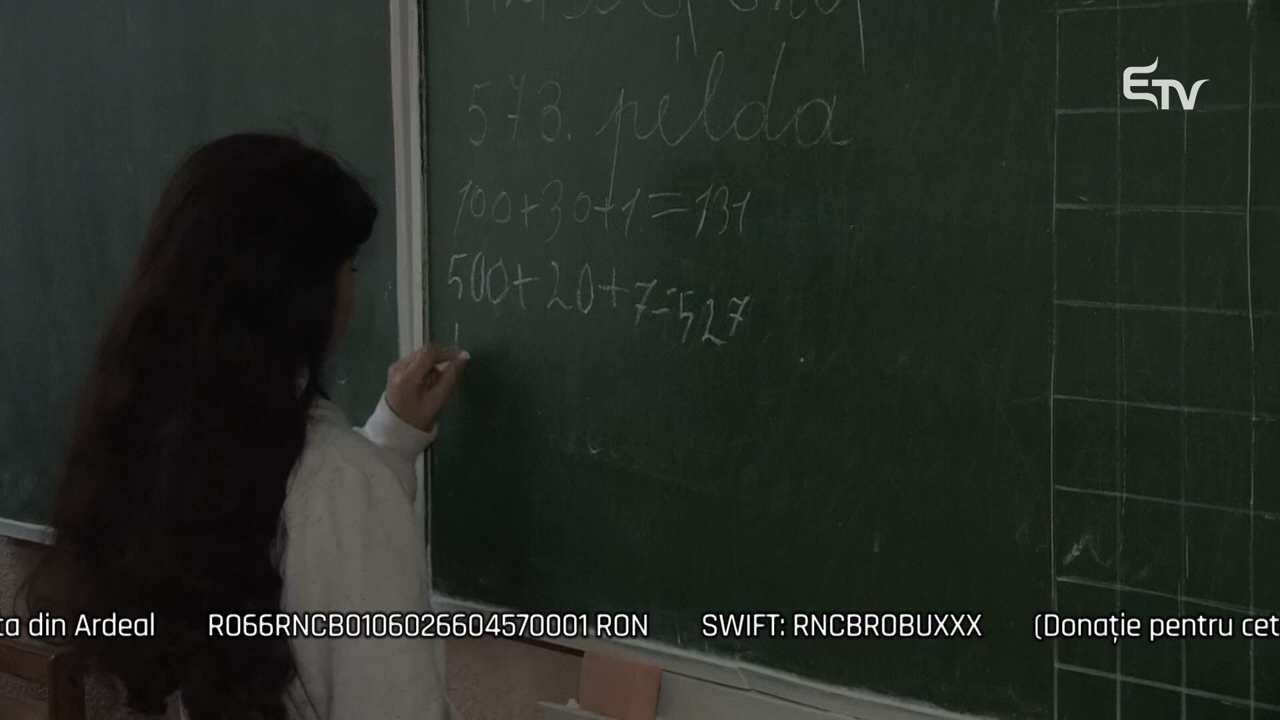 ETV
573. pelda
100+30+1=131
500+20+7=527
ta din Ardeal RO66RNCB0106026604570001 RON SWIFT: RNCBROBUXXX (Donație pentru cet